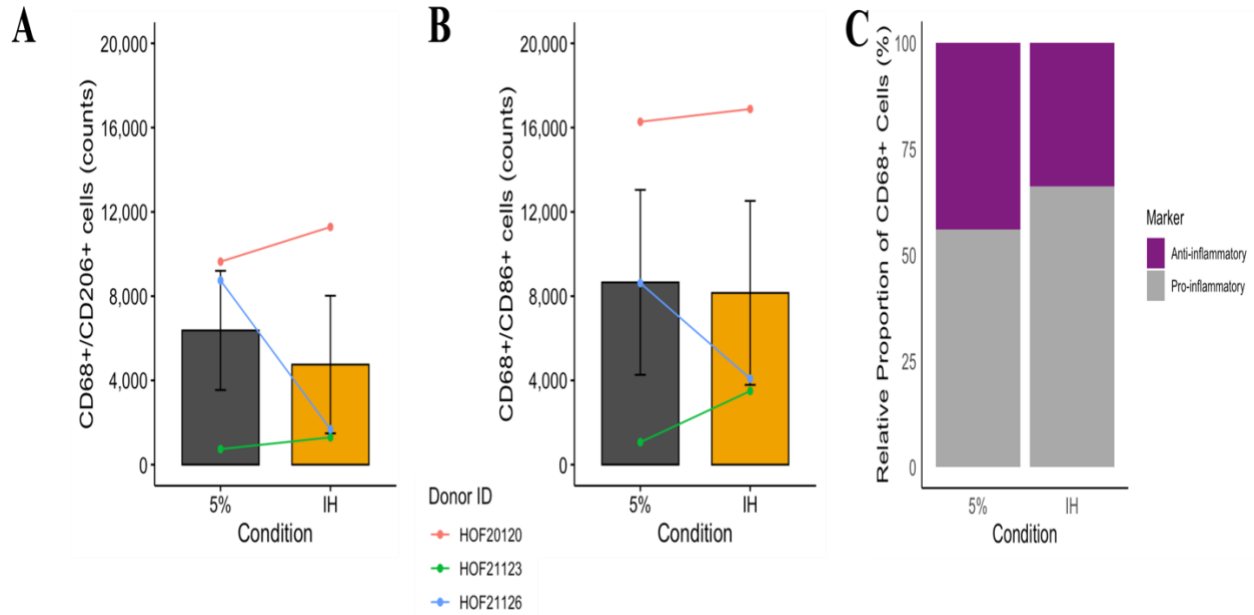 A
CD68+/CD206+ cells (counts)
20,000
16,000
12,000
8,000
4,000
0
5%
IH
Condition
B
CD68+/CD86+ cells (counts)
20,000
16,000
12,000
8,000
4,000
0
5%
IH
Condition
Donor ID
HOF20120
HOF21123
HOF21126
C
Relative Proportion of CD68+ Cells (%)
100
75
50
25
0
5%
IH
Condition
Marker
Anti-inflammatory
Pro-inflammatory